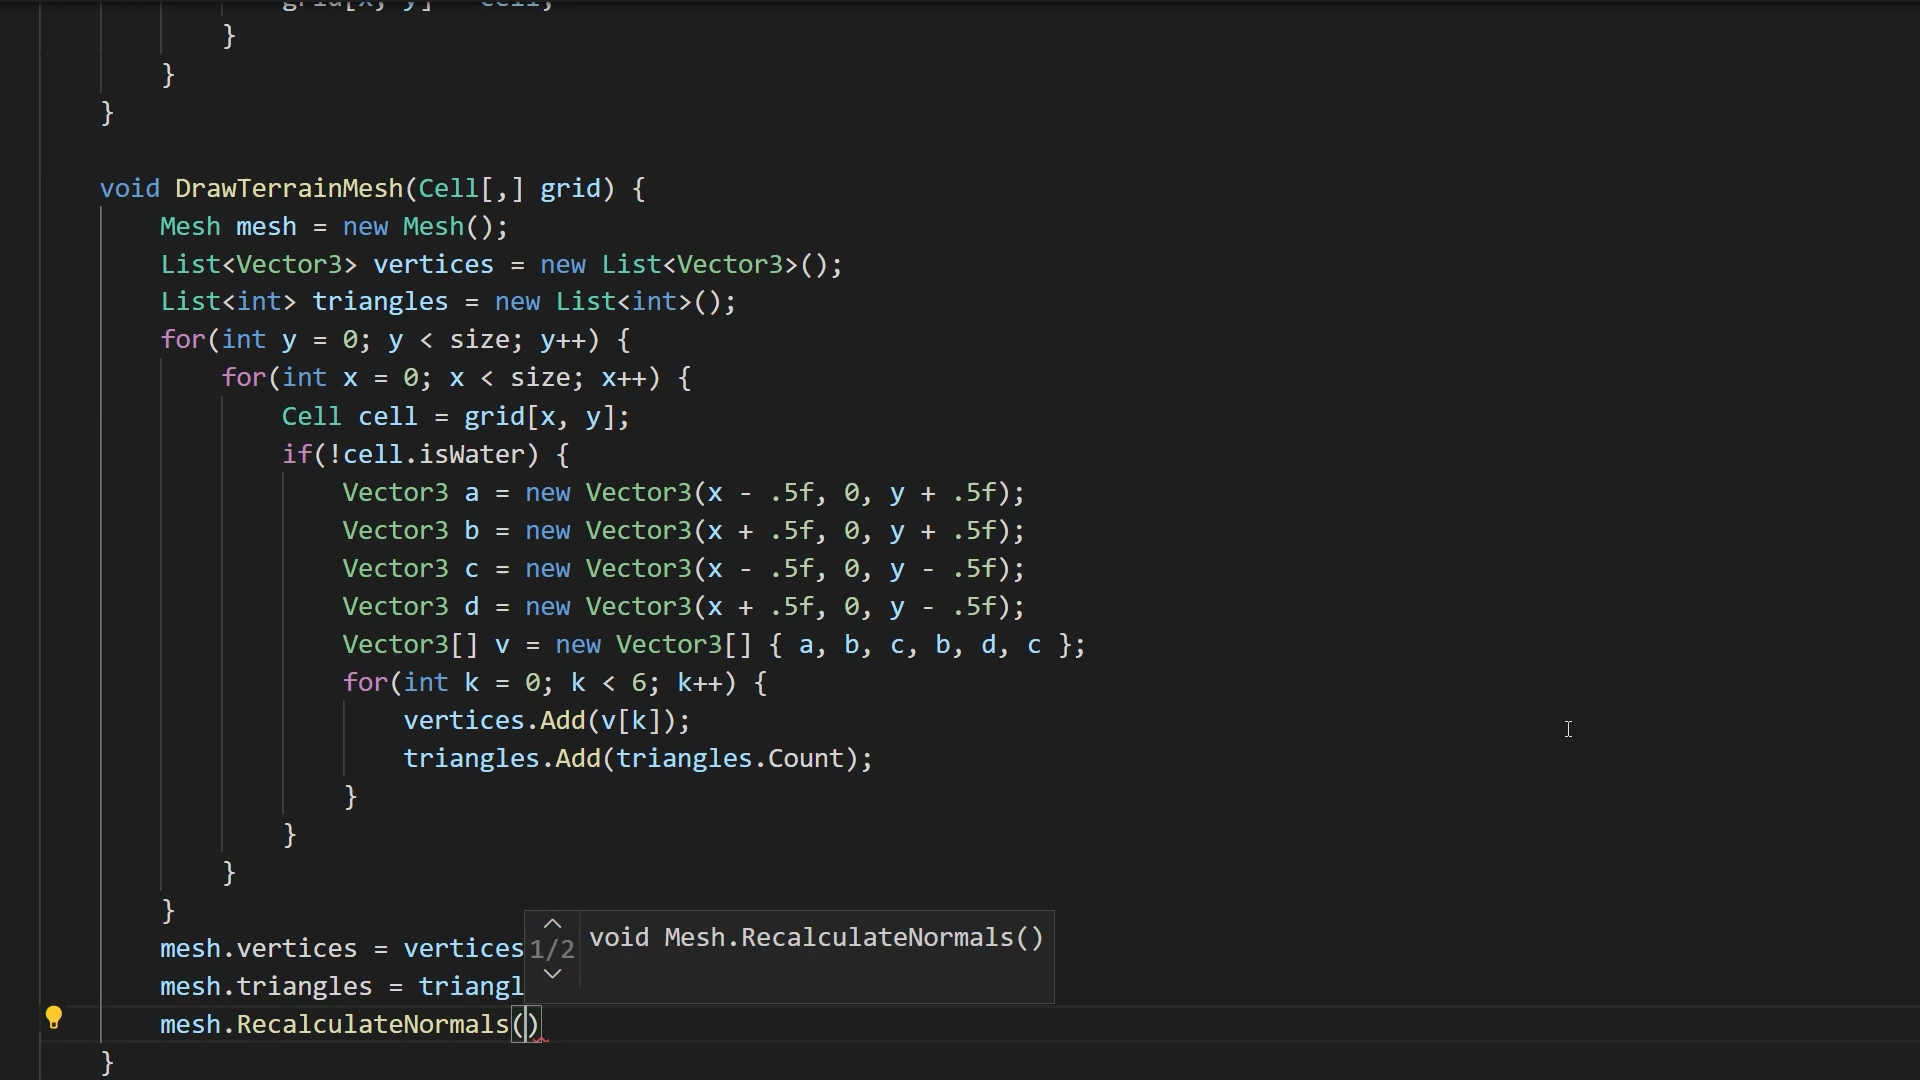 grid[x, y] = cell;
}
}
}
void DrawTerrainMesh(Cell[,] grid) {
Mesh mesh = new Mesh();
List<Vector3> vertices = new List<Vector3>();
List<int> triangles = new List<int>();
for(int y = 0; y < size; y++) {
for(int x = 0; x < size; x++) {
Cell cell = grid[x, y];
if(!cell.isWater) {
Vector3 a = new Vector3(x - .5f, 0, y + .5f);
Vector3 b = new Vector3(x + .5f, 0, y + .5f);
Vector3 c = new Vector3(x - .5f, 0, y - .5f);
Vector3 d = new Vector3(x + .5f, 0, y - .5f);
Vector3[] v = new Vector3[] { a, b, c, b, d, c };
for(int k = 0; k < 6; k++) {
vertices.Add(v[k]);
triangles.Add(triangles.Count);
}
}
}
}
mesh.vertices = vertices
1/2 void Mesh.RecalculateNormals()
mesh.triangles = triangl
mesh.RecalculateNormals()
}